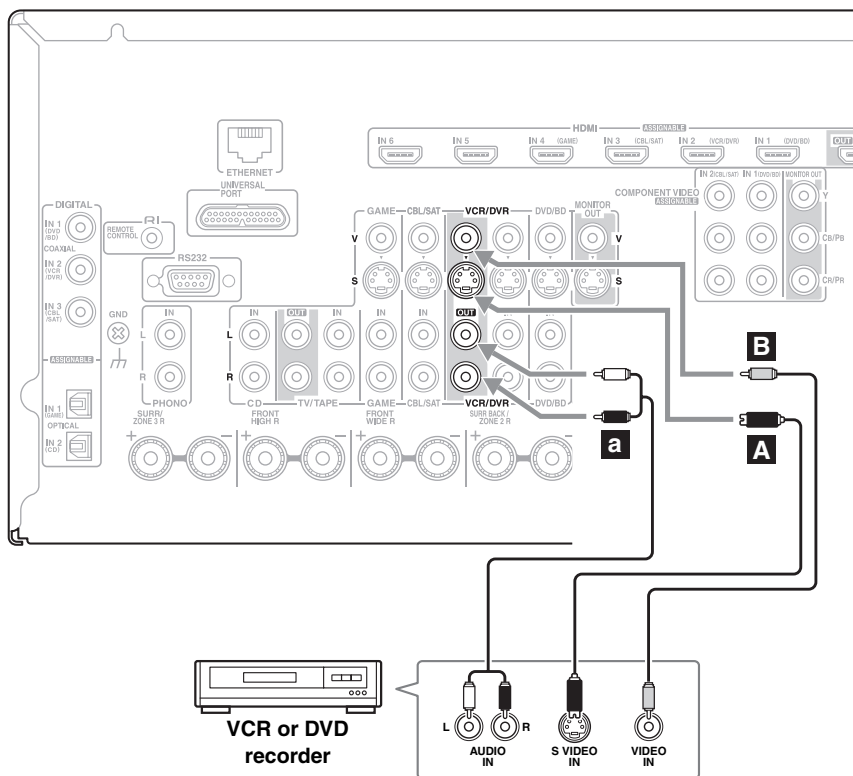 HDMI ASSIGNABLE
IN 6
IN 5
IN 4 (GAME)
IN 3 (CBL/SAT)
IN 2 (VCR/DVR)
IN 1 (DVD/BD)
OUT
ETHERNET
UNIVERSAL
PORT
COMPONENT VIDEO
ASSIGNABLE
IN 2(CBL/SAT)
IN 1(DVD/BD)
MONITOR OUT
Y
CB/PB
CR/PR
DIGITAL
IN 1
(DVD
/BD)
COAXIAL
IN 2
(VCR
/DVR)
IN 3
(CBL
/SAT)
ASSIGNABLE
IN 1
(GAME)
OPTICAL
IN 2
(CD)
RI
REMOTE
CONTROL
RS232
GND
GAME
CBL/SAT
VCR/DVR
DVD/BD
MONITOR
OUT
V
V
S
S
IN
L
R
PHONO
L
R
IN
OUT
IN
IN
IN
OUT
CD
TV/TAPE
GAME
CBL/SAT
VCR/DVR
DVD/BD
SURR/
ZONE 3 R
FRONT
HIGH R
FRONT
WIDE R
SURR BACK/
ZONE 2 R
+ −
+ −
+ −
+ −
B
A
a
VCR or DVD
recorder
L
R
AUDIO
IN
S VIDEO
IN
VIDEO
IN